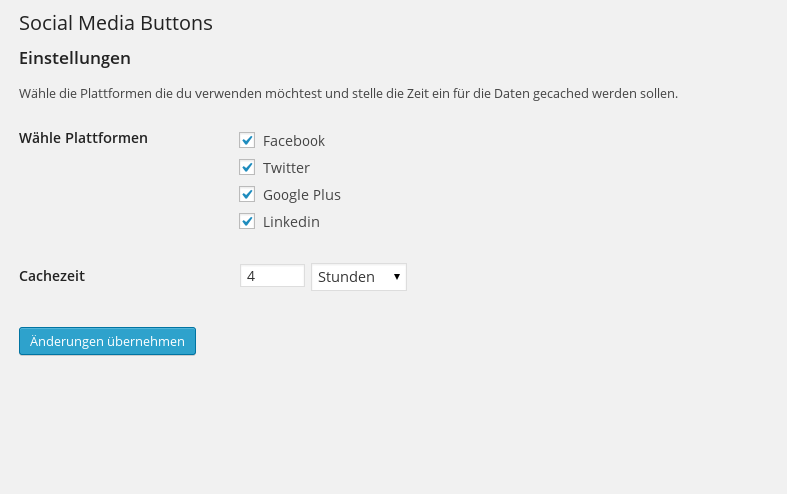 Social Media Buttons
Einstellungen
Wähle die Plattformen die du verwenden möchtest und stelle die Zeit ein für die Daten gecached werden sollen.
Wähle Plattformen
Facebook
Twitter
Google Plus
Linkedin
Cachezeit
4 Stunden
Änderungen übernehmen